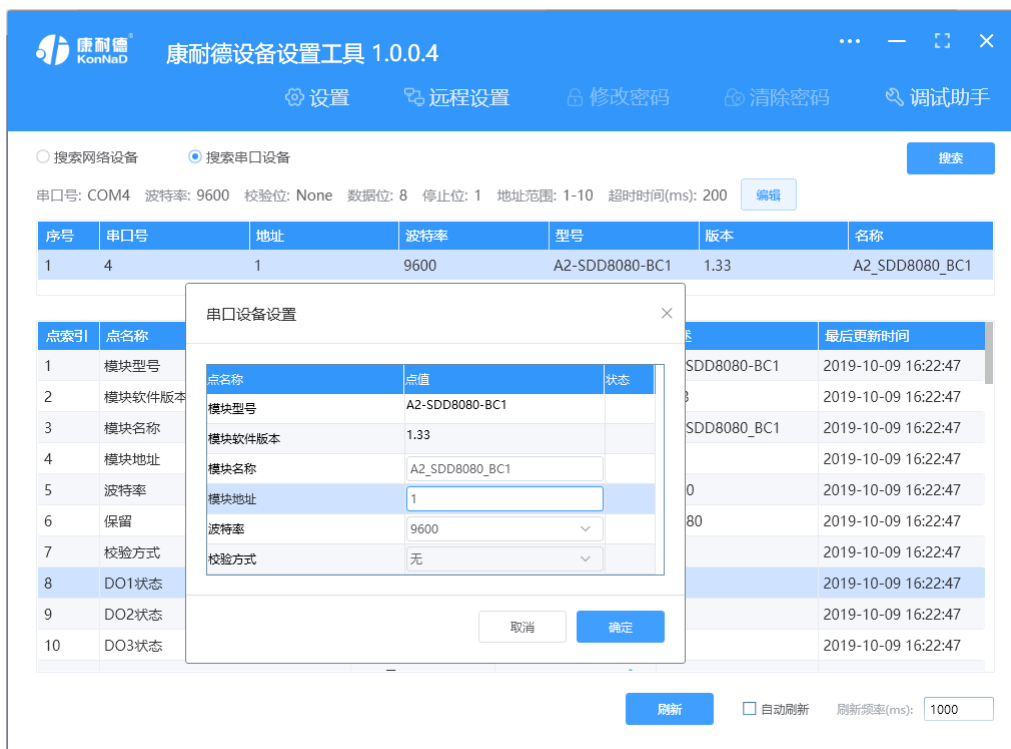 康耐德® KonNaD 康耐德设备设置工具 1.0.0.4
设置 远程设置 修改密码 清除密码 调试助手
搜索网络设备 搜索串口设备 搜索
串口号: COM4 波特率: 9600 校验位: None 数据位: 8 停止位: 1 地址范围: 1-10 超时时间(ms): 200 编辑
序号 串口号 地址 波特率 型号 版本 名称
1 4 1 9600 A2-SDD8080-BC1 1.33 A2_SDD8080_BC1
点索引 点名称 最后更新时间
1 模块型号 SDD8080-BC1 2019-10-09 16:22:47
2 模块软件版本 2019-10-09 16:22:47
3 模块名称 SDD8080_BC1 2019-10-09 16:22:47
4 模块地址 2019-10-09 16:22:47
5 波特率 0 2019-10-09 16:22:47
6 保留 80 2019-10-09 16:22:47
7 校验方式 2019-10-09 16:22:47
8 DO1状态 2019-10-09 16:22:47
9 DO2状态 2019-10-09 16:22:47
10 DO3状态 2019-10-09 16:22:47
串口设备设置
点名称 点值 状态
模块型号 A2-SDD8080-BC1
模块软件版本 1.33
模块名称 A2_SDD8080_BC1
模块地址 1
波特率 9600
校验方式 无
取消 确定
刷新 自动刷新 刷新频率(ms): 1000